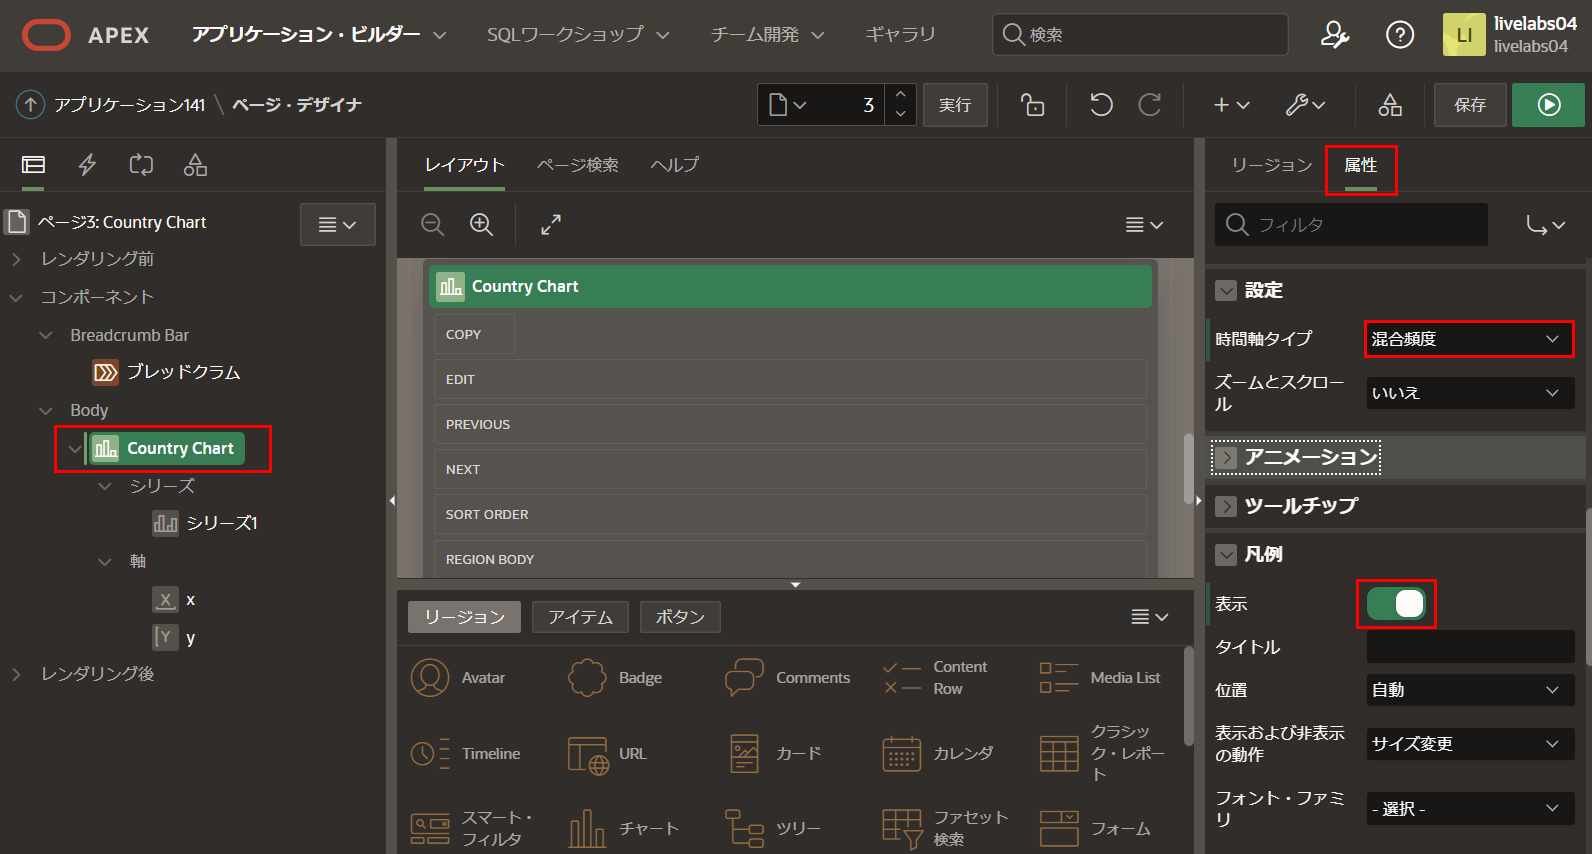 APEX
アプリケーション・ビルダー
SQLワークショップ
チーム開発
ギャラリ
検索
LI
livelabs04
livelabs04
アプリケーション141 \ ページ・デザイナ
3
実行
保存
ページ3: Country Chart
レンダリング前
コンポーネント
Breadcrumb Bar
ブレッドクラム
Body
Country Chart
シリーズ
シリーズ1
軸
X x
Y y
レンダリング後
レイアウト
ページ検索
ヘルプ
Country Chart
COPY
EDIT
PREVIOUS
NEXT
SORT ORDER
REGION BODY
リージョン
アイテム
ボタン
Avatar
Badge
Comments
Content
Row
Media List
Timeline
URL
カード
カレンダ
クラシッ
ク・レポー
ト
スマート・
フィルタ
チャート
ツリー
ファセット
検索
フォーム
リージョン
属性
フィルタ
設定
時間軸タイプ
混合頻度
ズームとスクロー
ル
いいえ
アニメーション
ツールチップ
凡例
表示
タイトル
位置
自動
表示および非表示
の動作
サイズ変更
フォント・ファミ
リ
- 選択 -